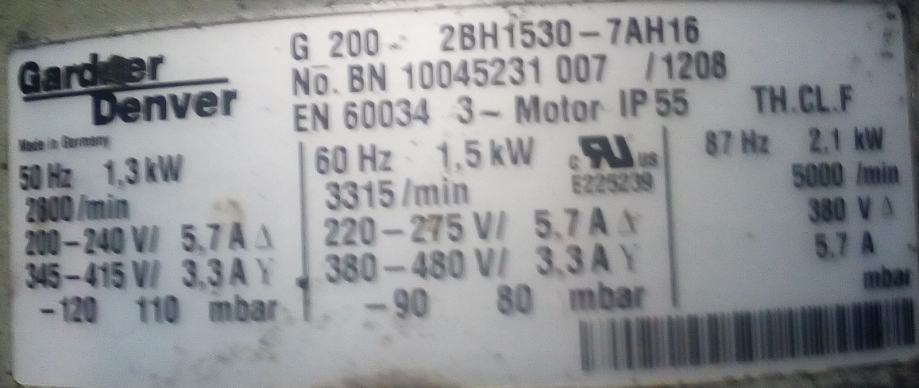 Gardner
Denver
Made in Germany
G 200- 2BH1530-7AH16
No. BN 10045231 007 /1208
EN 60034 3~ Motor IP 55 TH.CL.F
50 Hz 1,3 kW
2800/min
200-240 V/ 5,7 A Δ
345-415 V/ 3,3 A Y
-120 110 mbar
60 Hz 1,5 kW
3315/min
220-275 V/ 5,7 A Δ
380-480 V/ 3,3 A Y
-90 80 mbar
c RU us
E225239
87 Hz 2,1 kW
5000 /min
380 V Δ
5,7 A
mbar